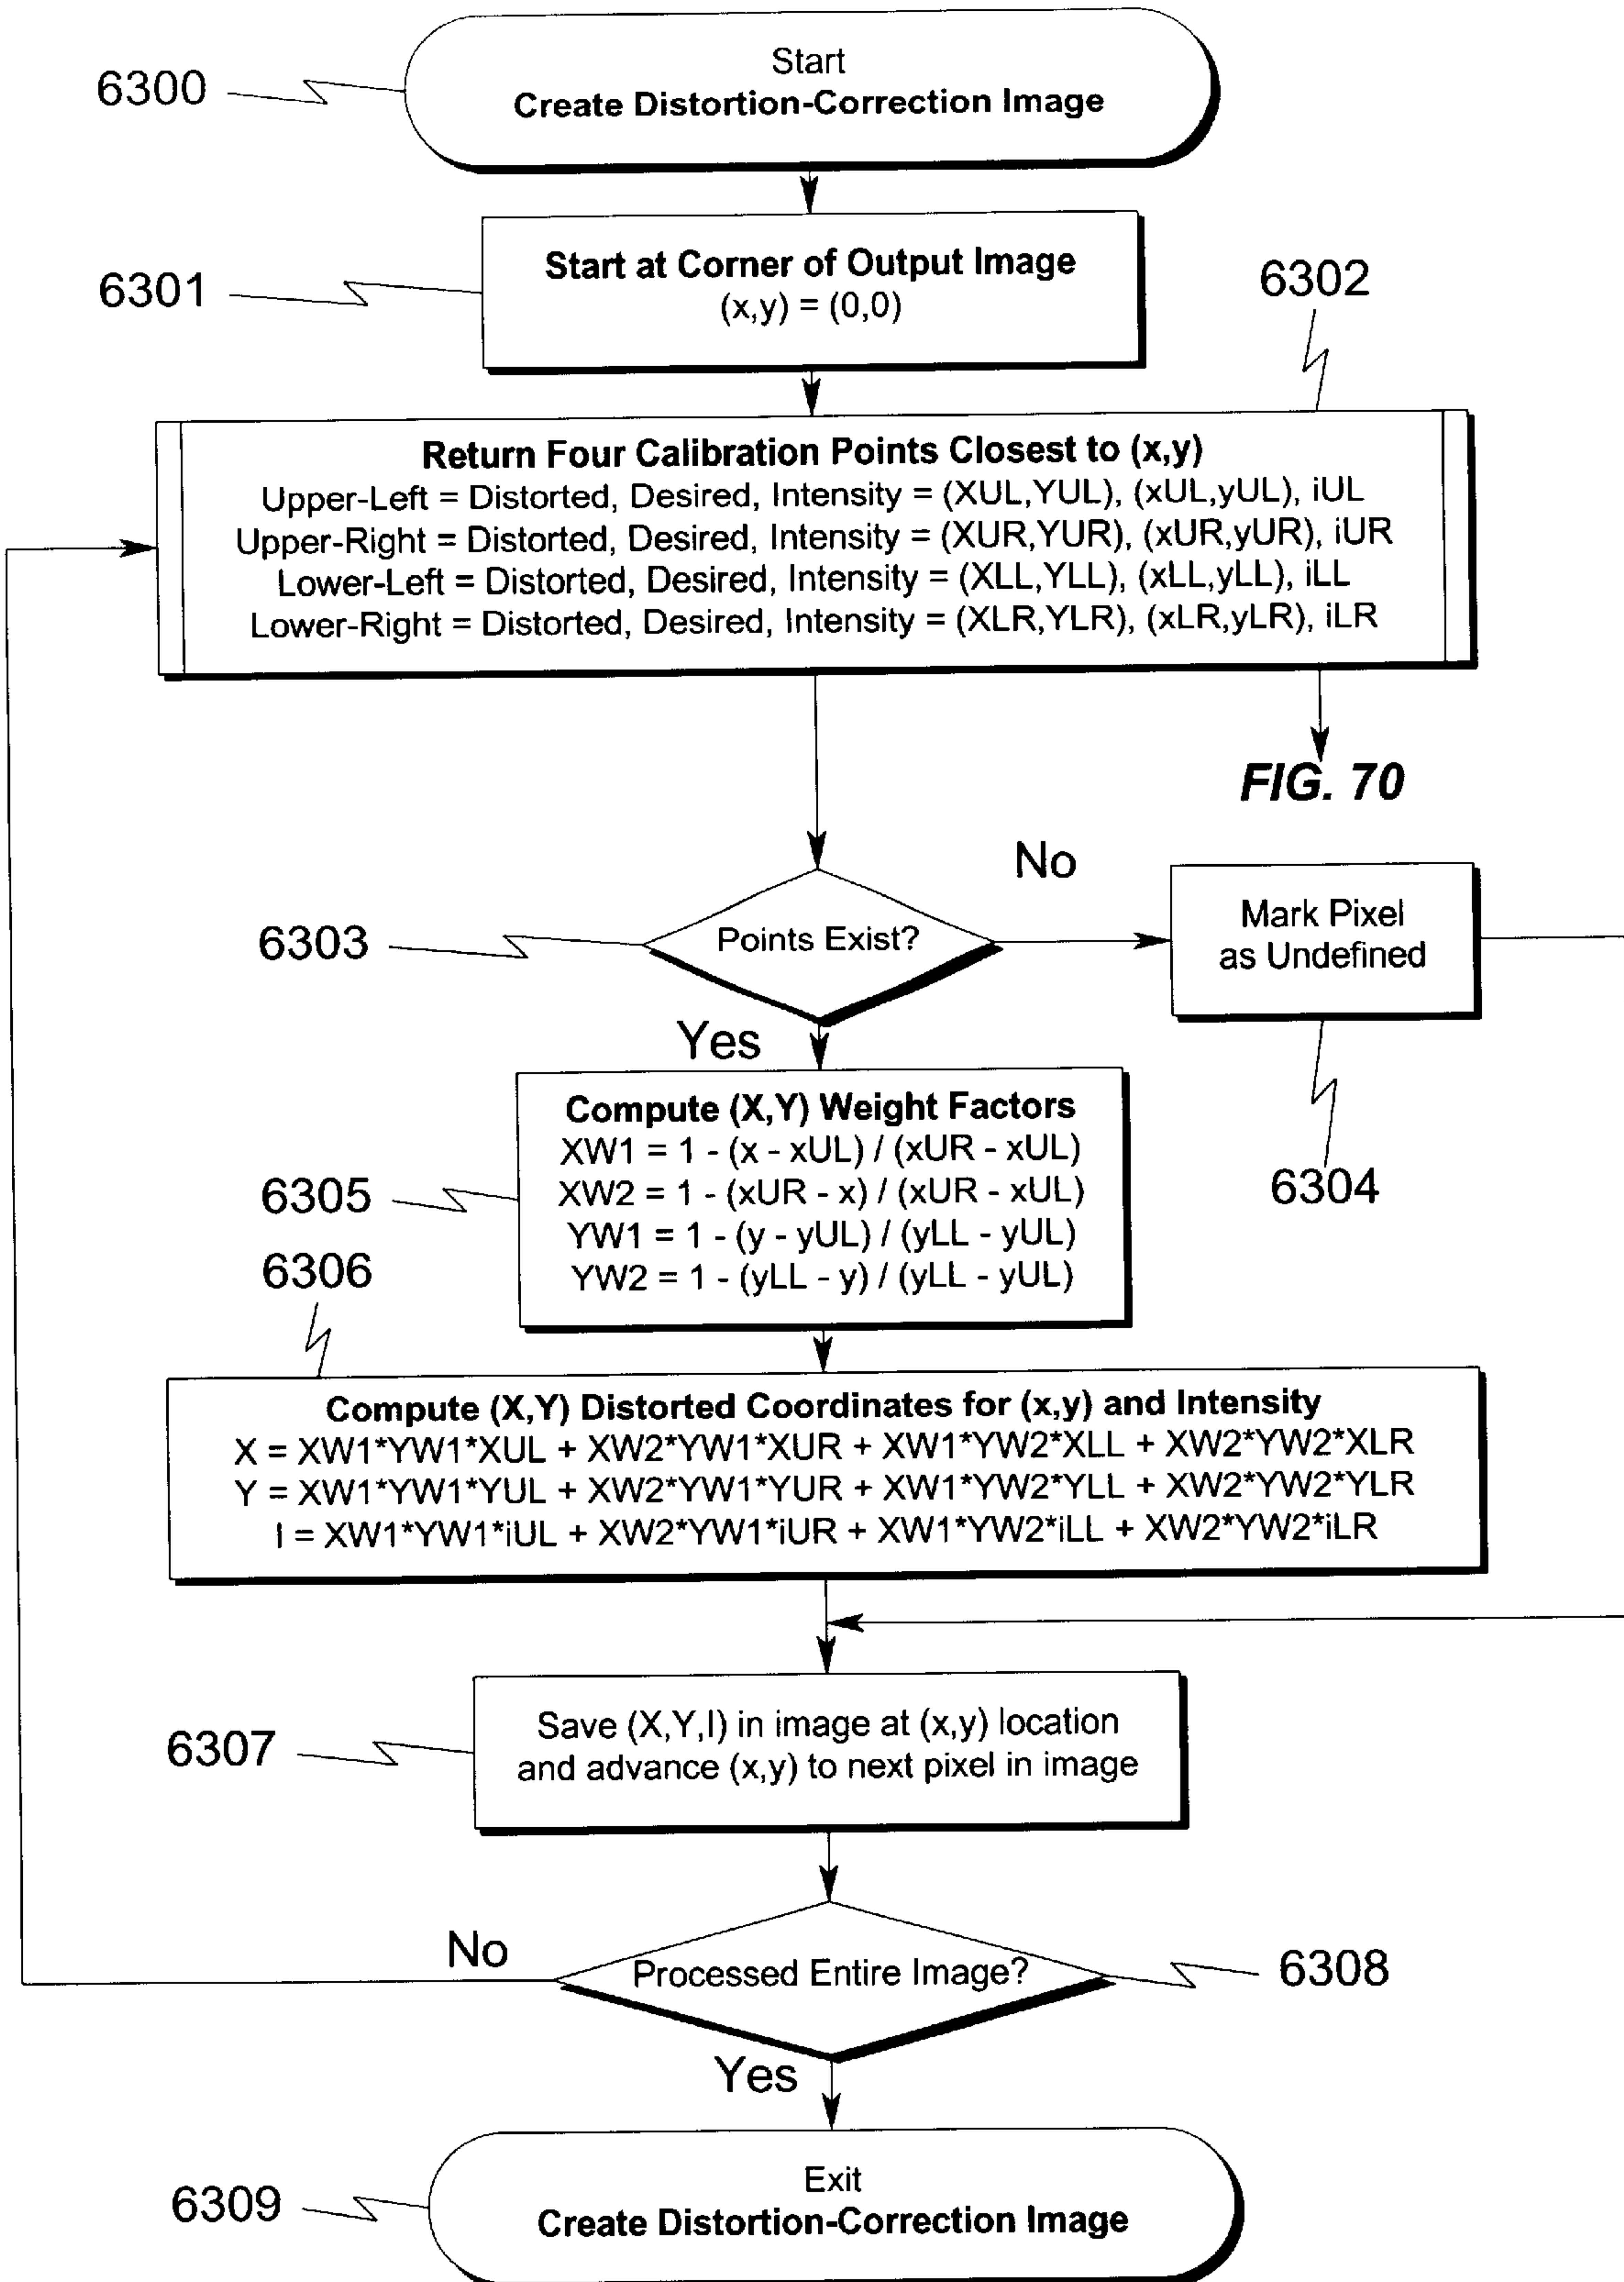 6300
Start
Create Distortion-Correction Image
6301
Start at Corner of Output Image
(x,y) = (0,0)
6302
Return Four Calibration Points Closest to (x,y)
Upper-Left = Distorted, Desired, Intensity = (XUL,YUL), (xUL,yUL), iUL
Upper-Right = Distorted, Desired, Intensity = (XUR,YUR), (xUR,yUR), iUR
Lower-Left = Distorted, Desired, Intensity = (XLL,YLL), (xLL,yLL), iLL
Lower-Right = Distorted, Desired, Intensity = (XLR,YLR), (xLR,yLR), iLR
FIG. 70
No
6303
Points Exist?
Mark Pixel
as Undefined
Yes
6304
6305
Compute (X,Y) Weight Factors
XW1 = 1 - (x - xUL) / (xUR - xUL)
XW2 = 1 - (xUR - x) / (xUR - xUL)
YW1 = 1 - (y - yUL) / (yLL - yUL)
YW2 = 1 - (yLL - y) / (yLL - yUL)
6306
Compute (X,Y) Distorted Coordinates for (x,y) and Intensity
X = XW1*YW1*XUL + XW2*YW1*XUR + XW1*YW2*XLL + XW2*YW2*XLR
Y = XW1*YW1*YUL + XW2*YW1*YUR + XW1*YW2*YLL + XW2*YW2*YLR
I = XW1*YW1*iUL + XW2*YW1*iUR + XW1*YW2*iLL + XW2*YW2*iLR
6307
Save (X,Y,I) in image at (x,y) location
and advance (x,y) to next pixel in image
No
Processed Entire Image?
6308
Yes
6309
Exit
Create Distortion-Correction Image